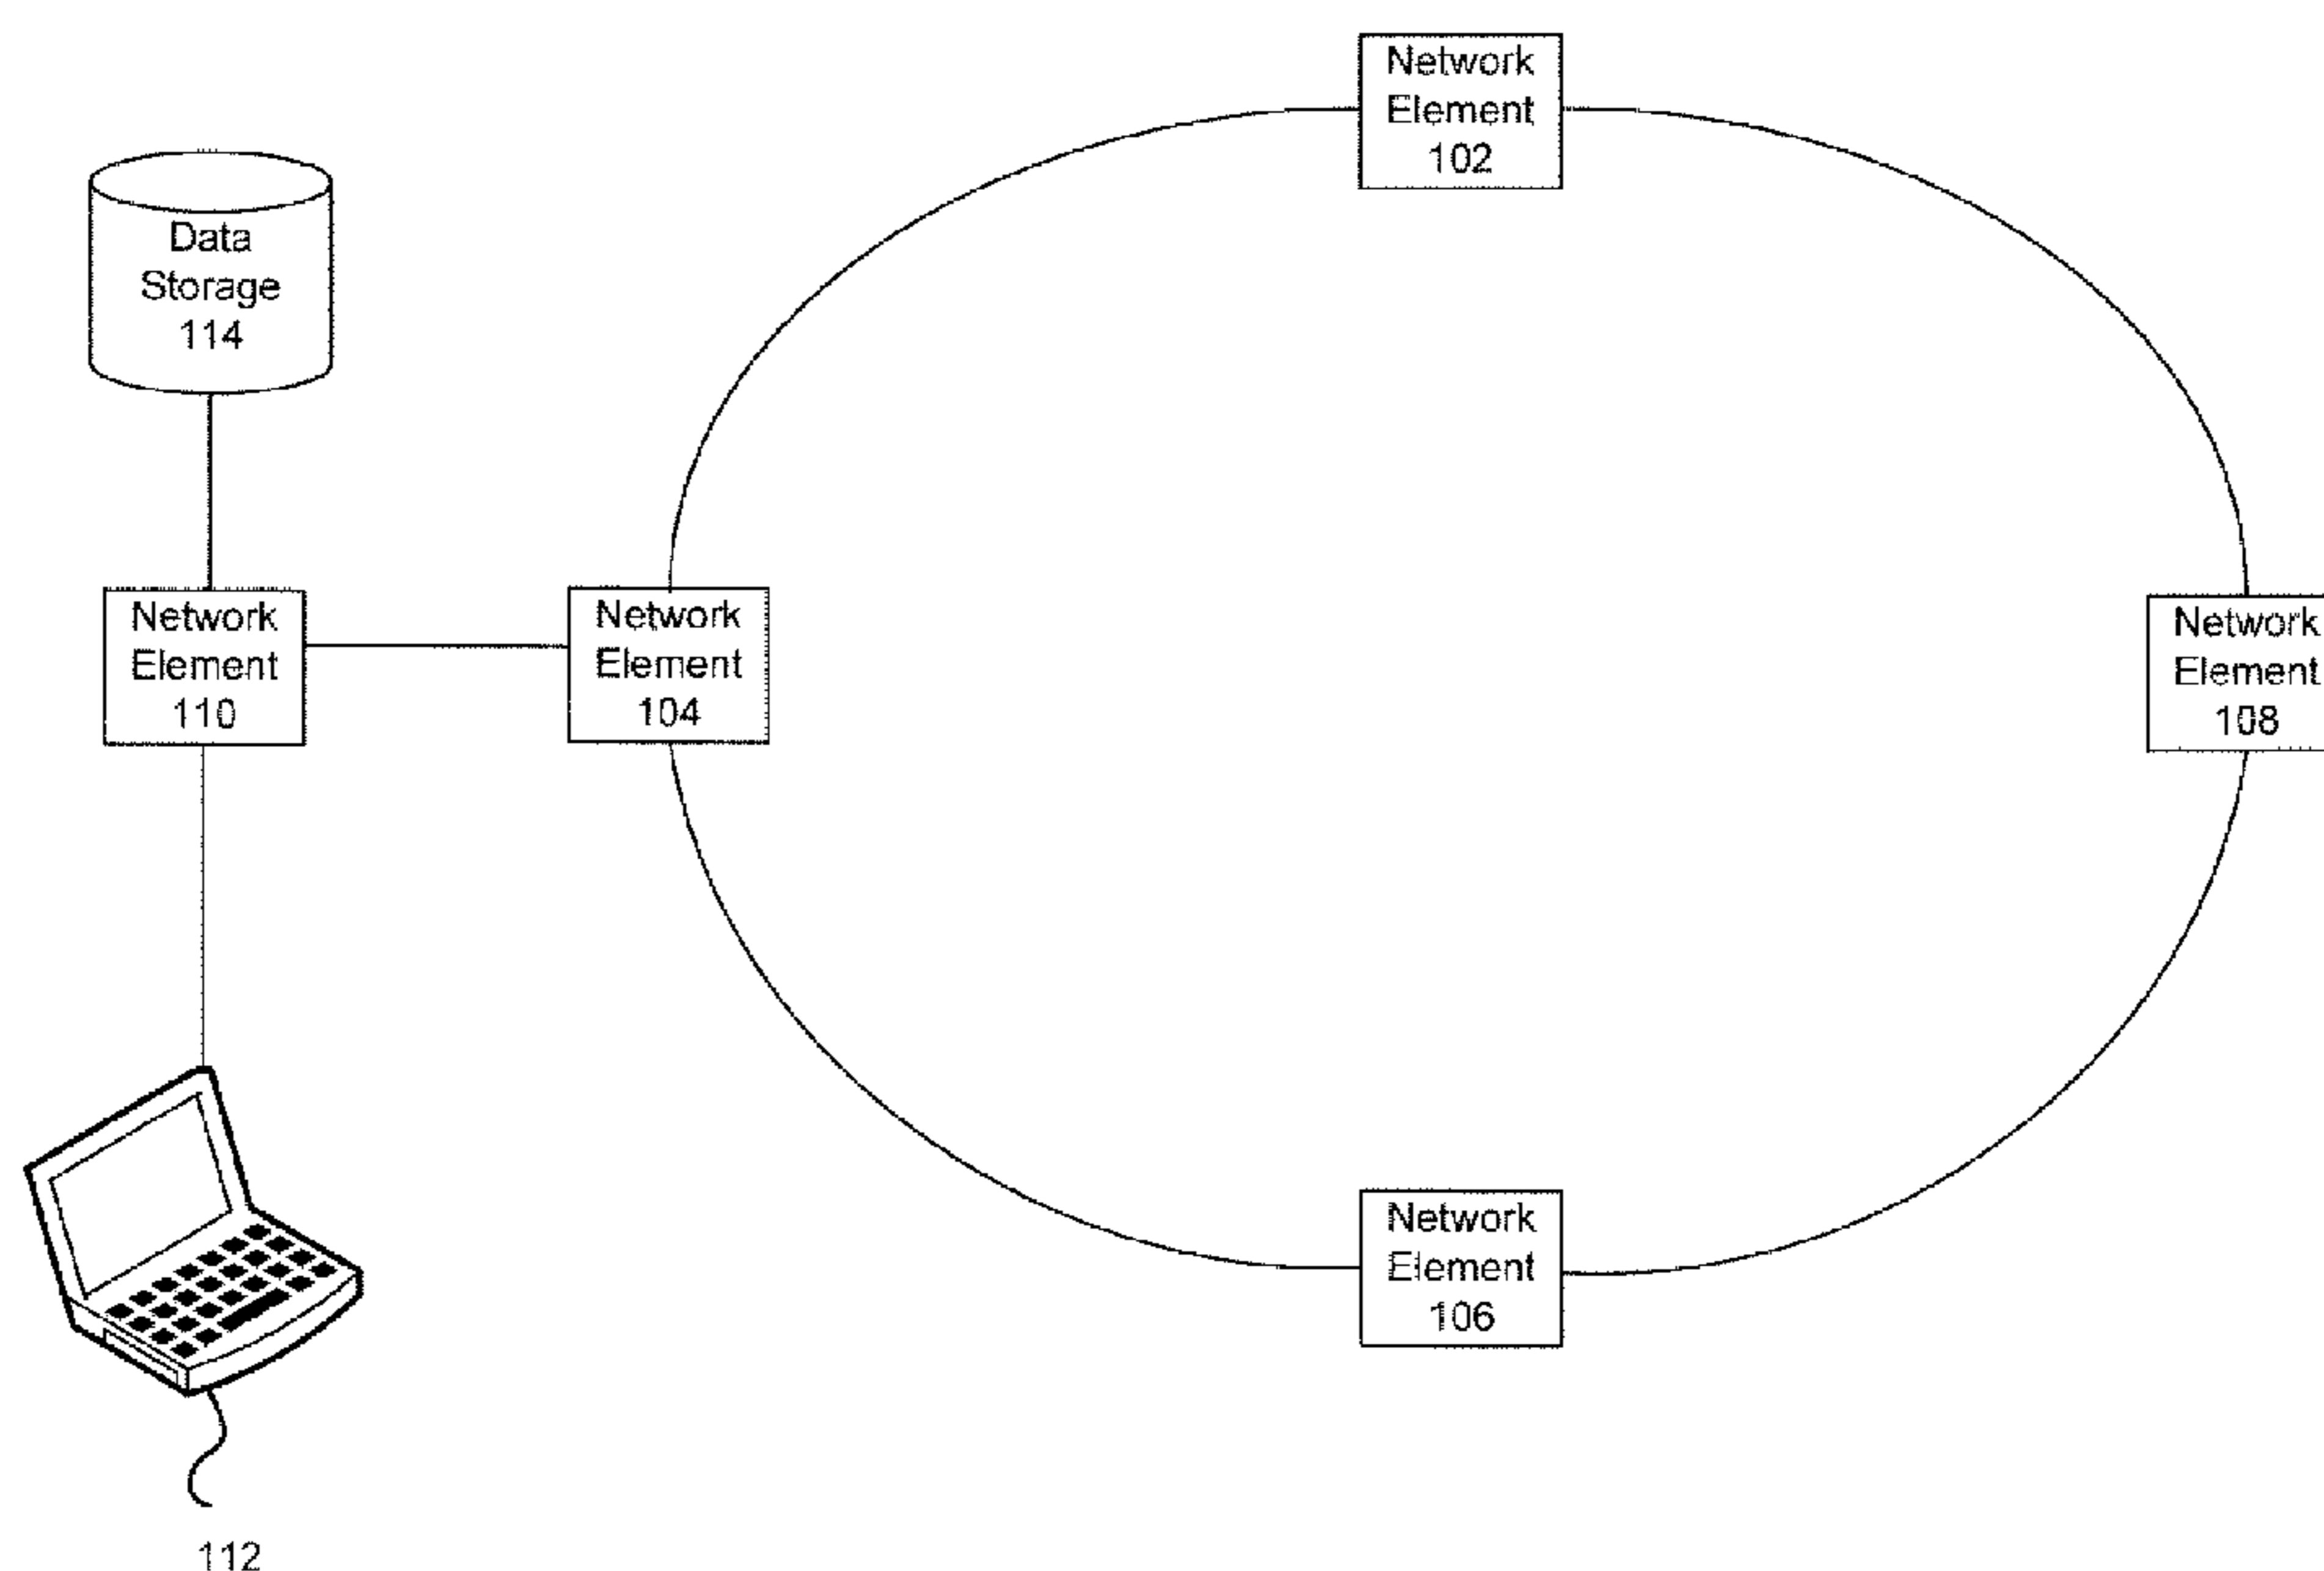 Network
Element
102
Data
Storage
114
Network
Element
110
Network
Element
104
Network
Element
108
Network
Element
106
112